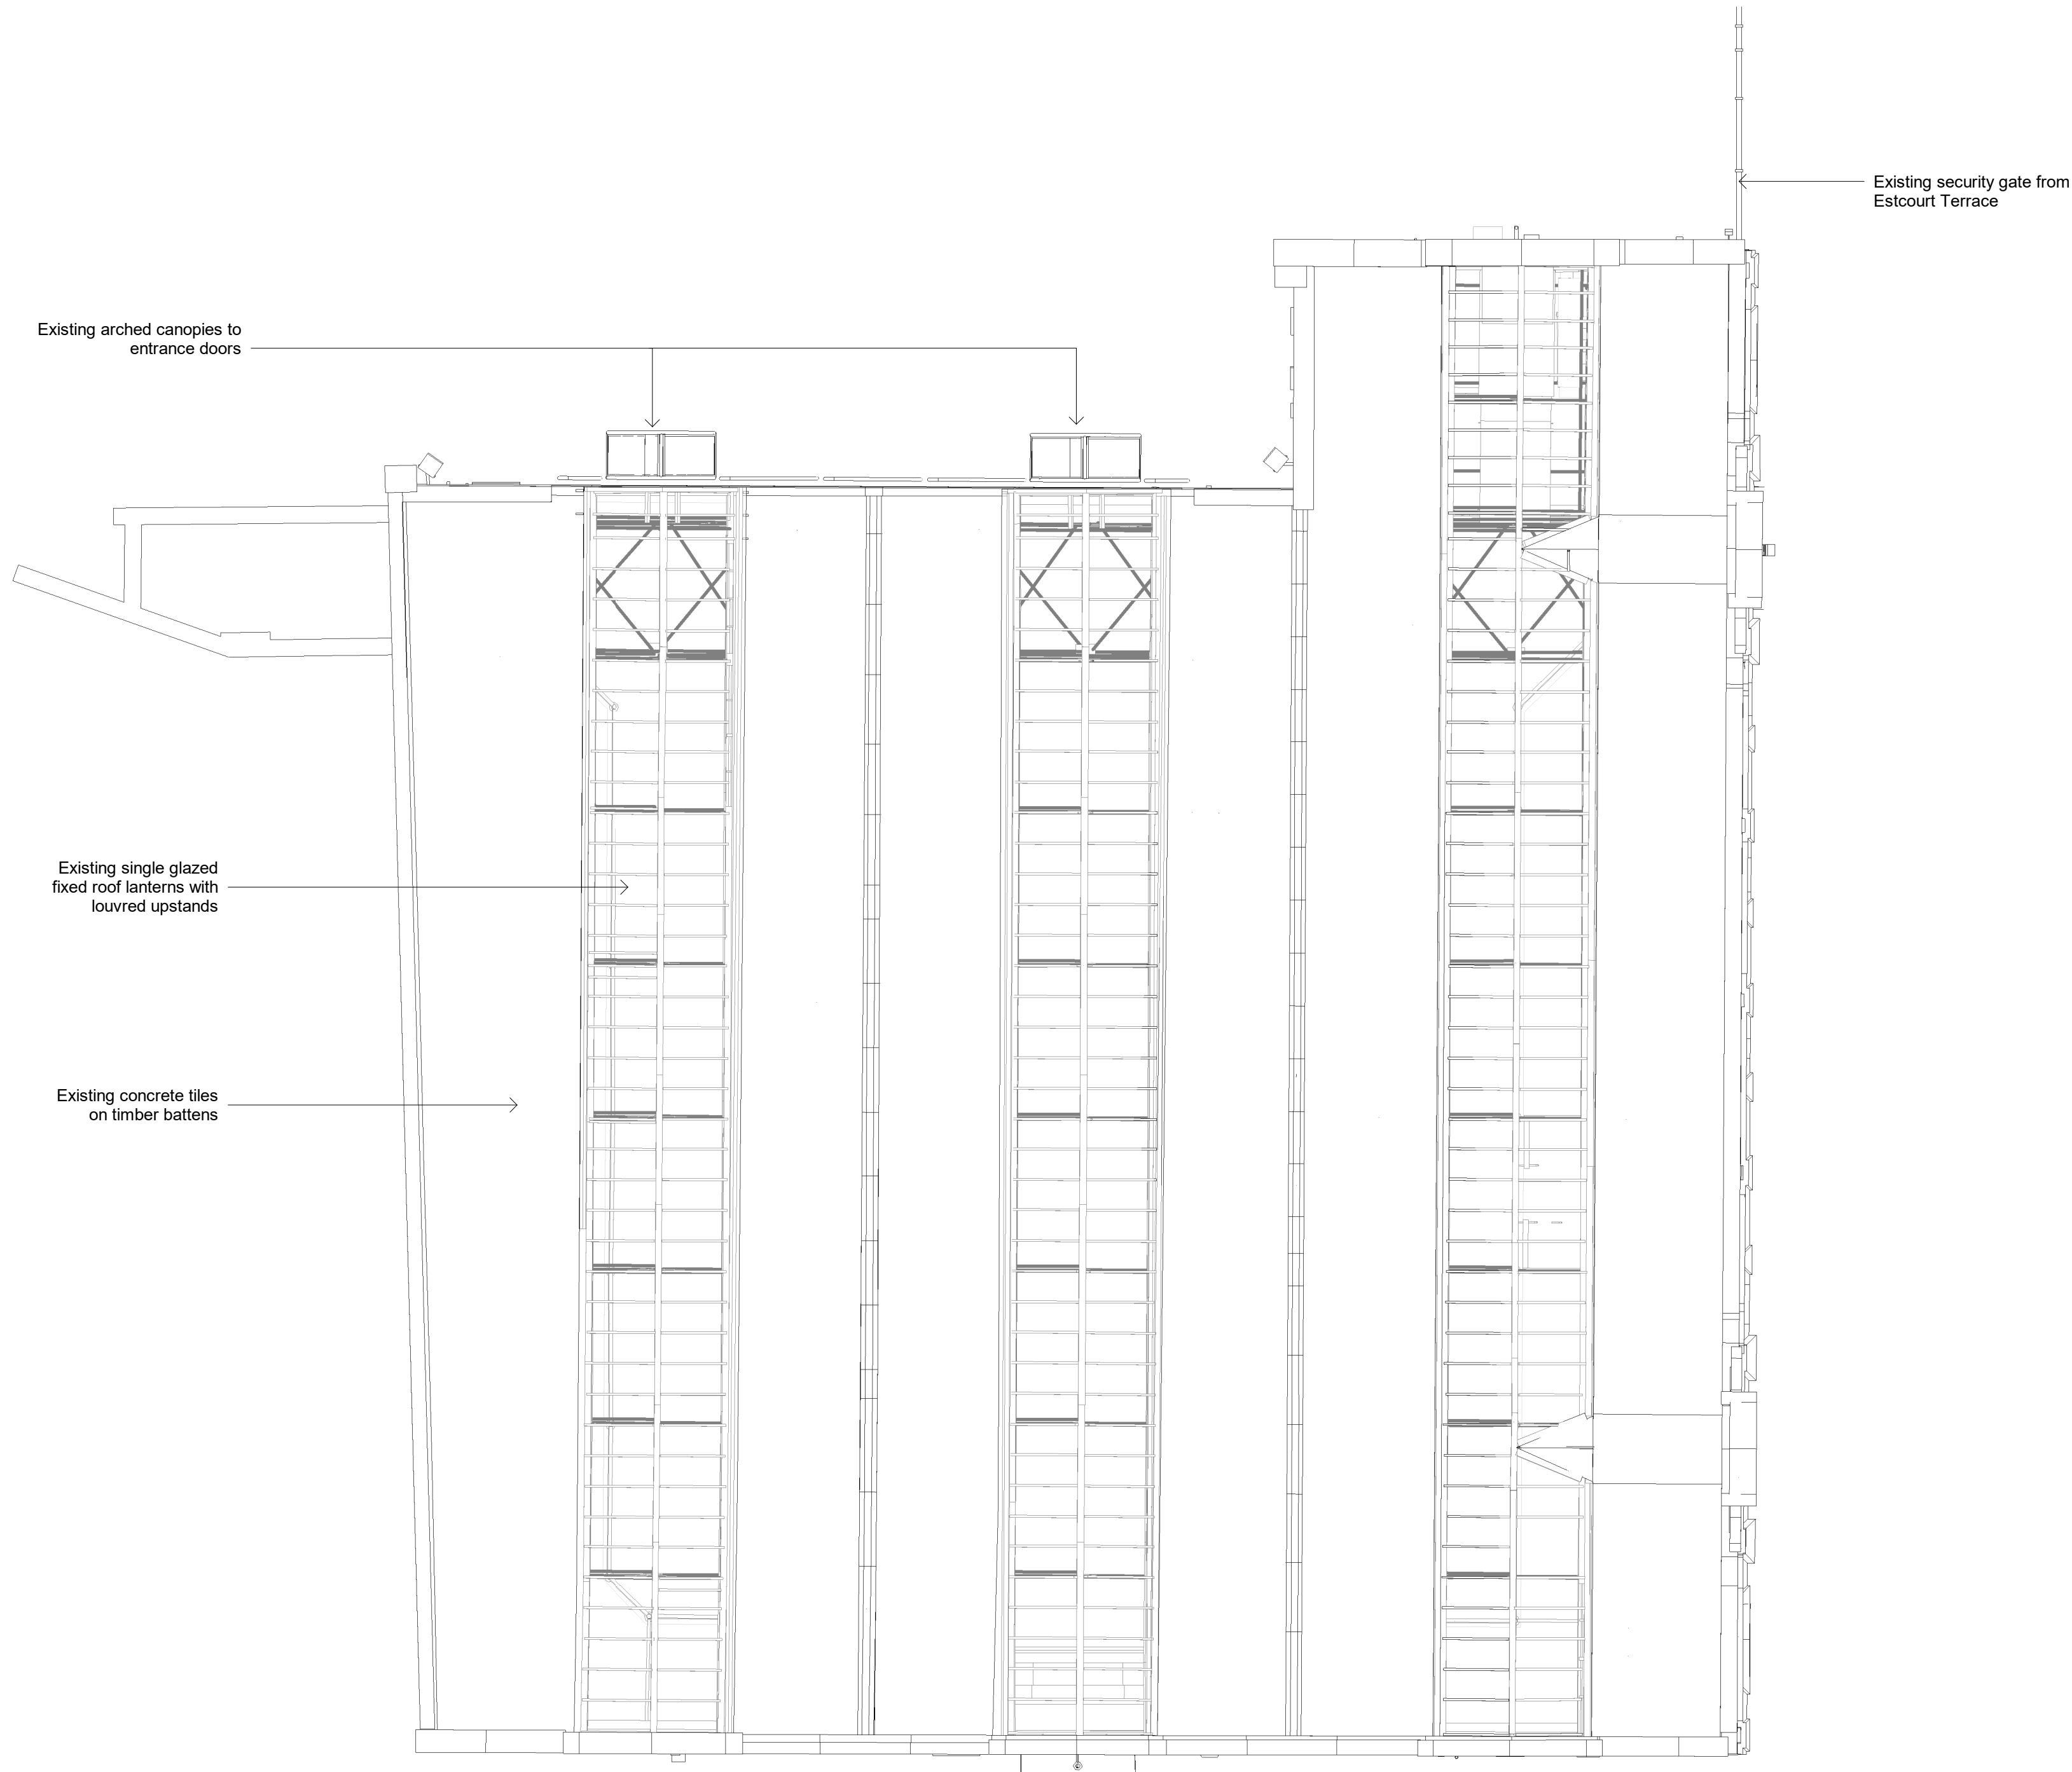 Existing security gate from
Estcourt Terrace
Existing arched canopies to
entrance doors
Existing single glazed
fixed roof lanterns with
louvred upstands
Existing concrete tiles
on timber battens